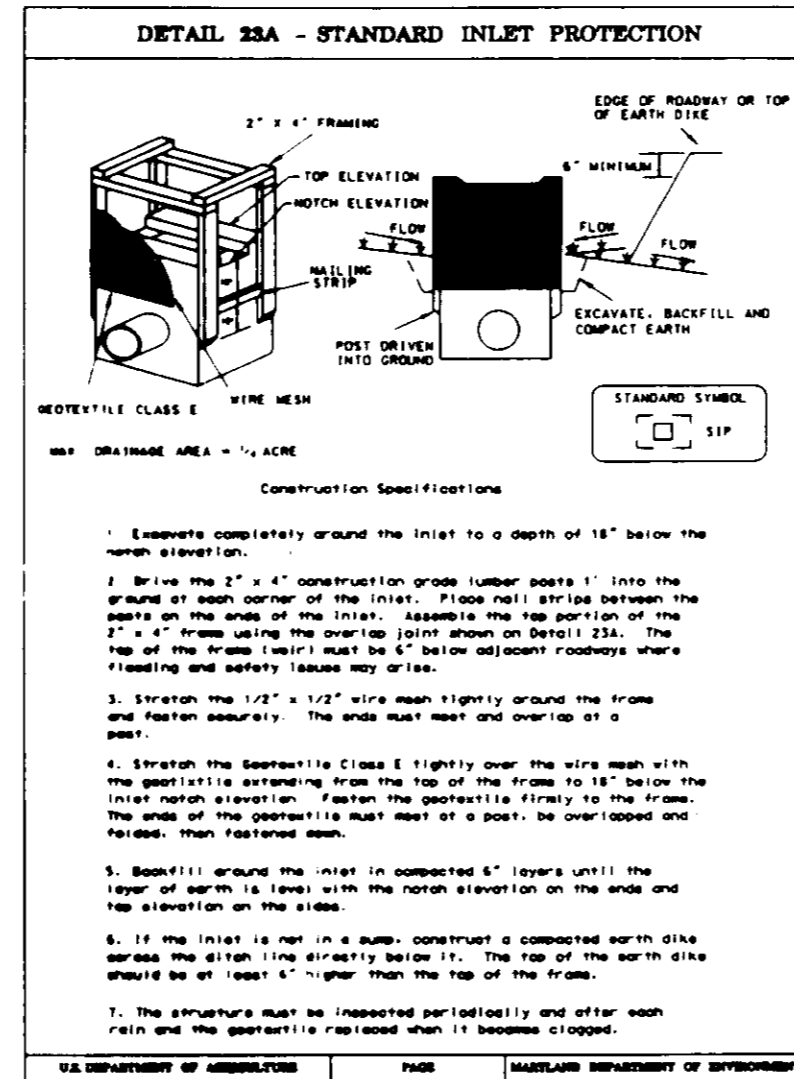 DETAIL 23A - STANDARD INLET PROTECTION
2" X 4" FRAMING
TOP ELEVATION
NOTCH ELEVATION
NAILING
STRIP
GEOTEXTILE CLASS E
WIRE MESH
EDGE OF ROADWAY OR TOP
OF EARTH DIKE
6" MINIMUM
FLOW
FLOW
FLOW
POST DRIVEN
INTO GROUND
EXCAVATE, BACKFILL AND
COMPACT EARTH
STANDARD SYMBOL
SIP
DRAINAGE AREA = 1/4 ACRE
Construction Specifications
Excavate completely around the inlet to a depth of 18" below the
notch elevation.
2 Drive the 2" x 4" construction grade lumber posts 1' into the
ground at each corner of the inlet. Place nail strips between the
posts on the ends of the inlet. Assemble the top portion of the
2" x 4" frame using the overlap joint shown on Detail 23A. The
top of the frame (weir) must be 6" below adjacent roadways where
flooding and safety issues may arise.
3. Stretch the 1/2" x 1/2" wire mesh tightly around the frame
and fasten securely. The ends must meet and overlap at a
post.
4. Stretch the Geotextile Class E tightly over the wire mesh with
the geotixtile extending from the top of the frame to 18" below the
inlet notch elevation. Fasten the geotextile firmly to the frame.
The ends of the geotextile must meet at a post, be overlapped and
folded, then fastened down.
5. Backfill around the inlet in compacted 6" layers until the
layer of earth is level with the notch elevation on the ends and
top elevation on the sides.
6. If the inlet is not in a sump, construct a compacted earth dike
across the ditch line directly below it. The top of the earth dike
should be at least 6" higher than the top of the frame.
7. The structure must be inspected periodically and after each
rain and the geotextile replaced when it becomes clogged.
U.S. DEPARTMENT OF AGRICULTURE
PAGE
MARYLAND DEPARTMENT OF ENVIRONMENT